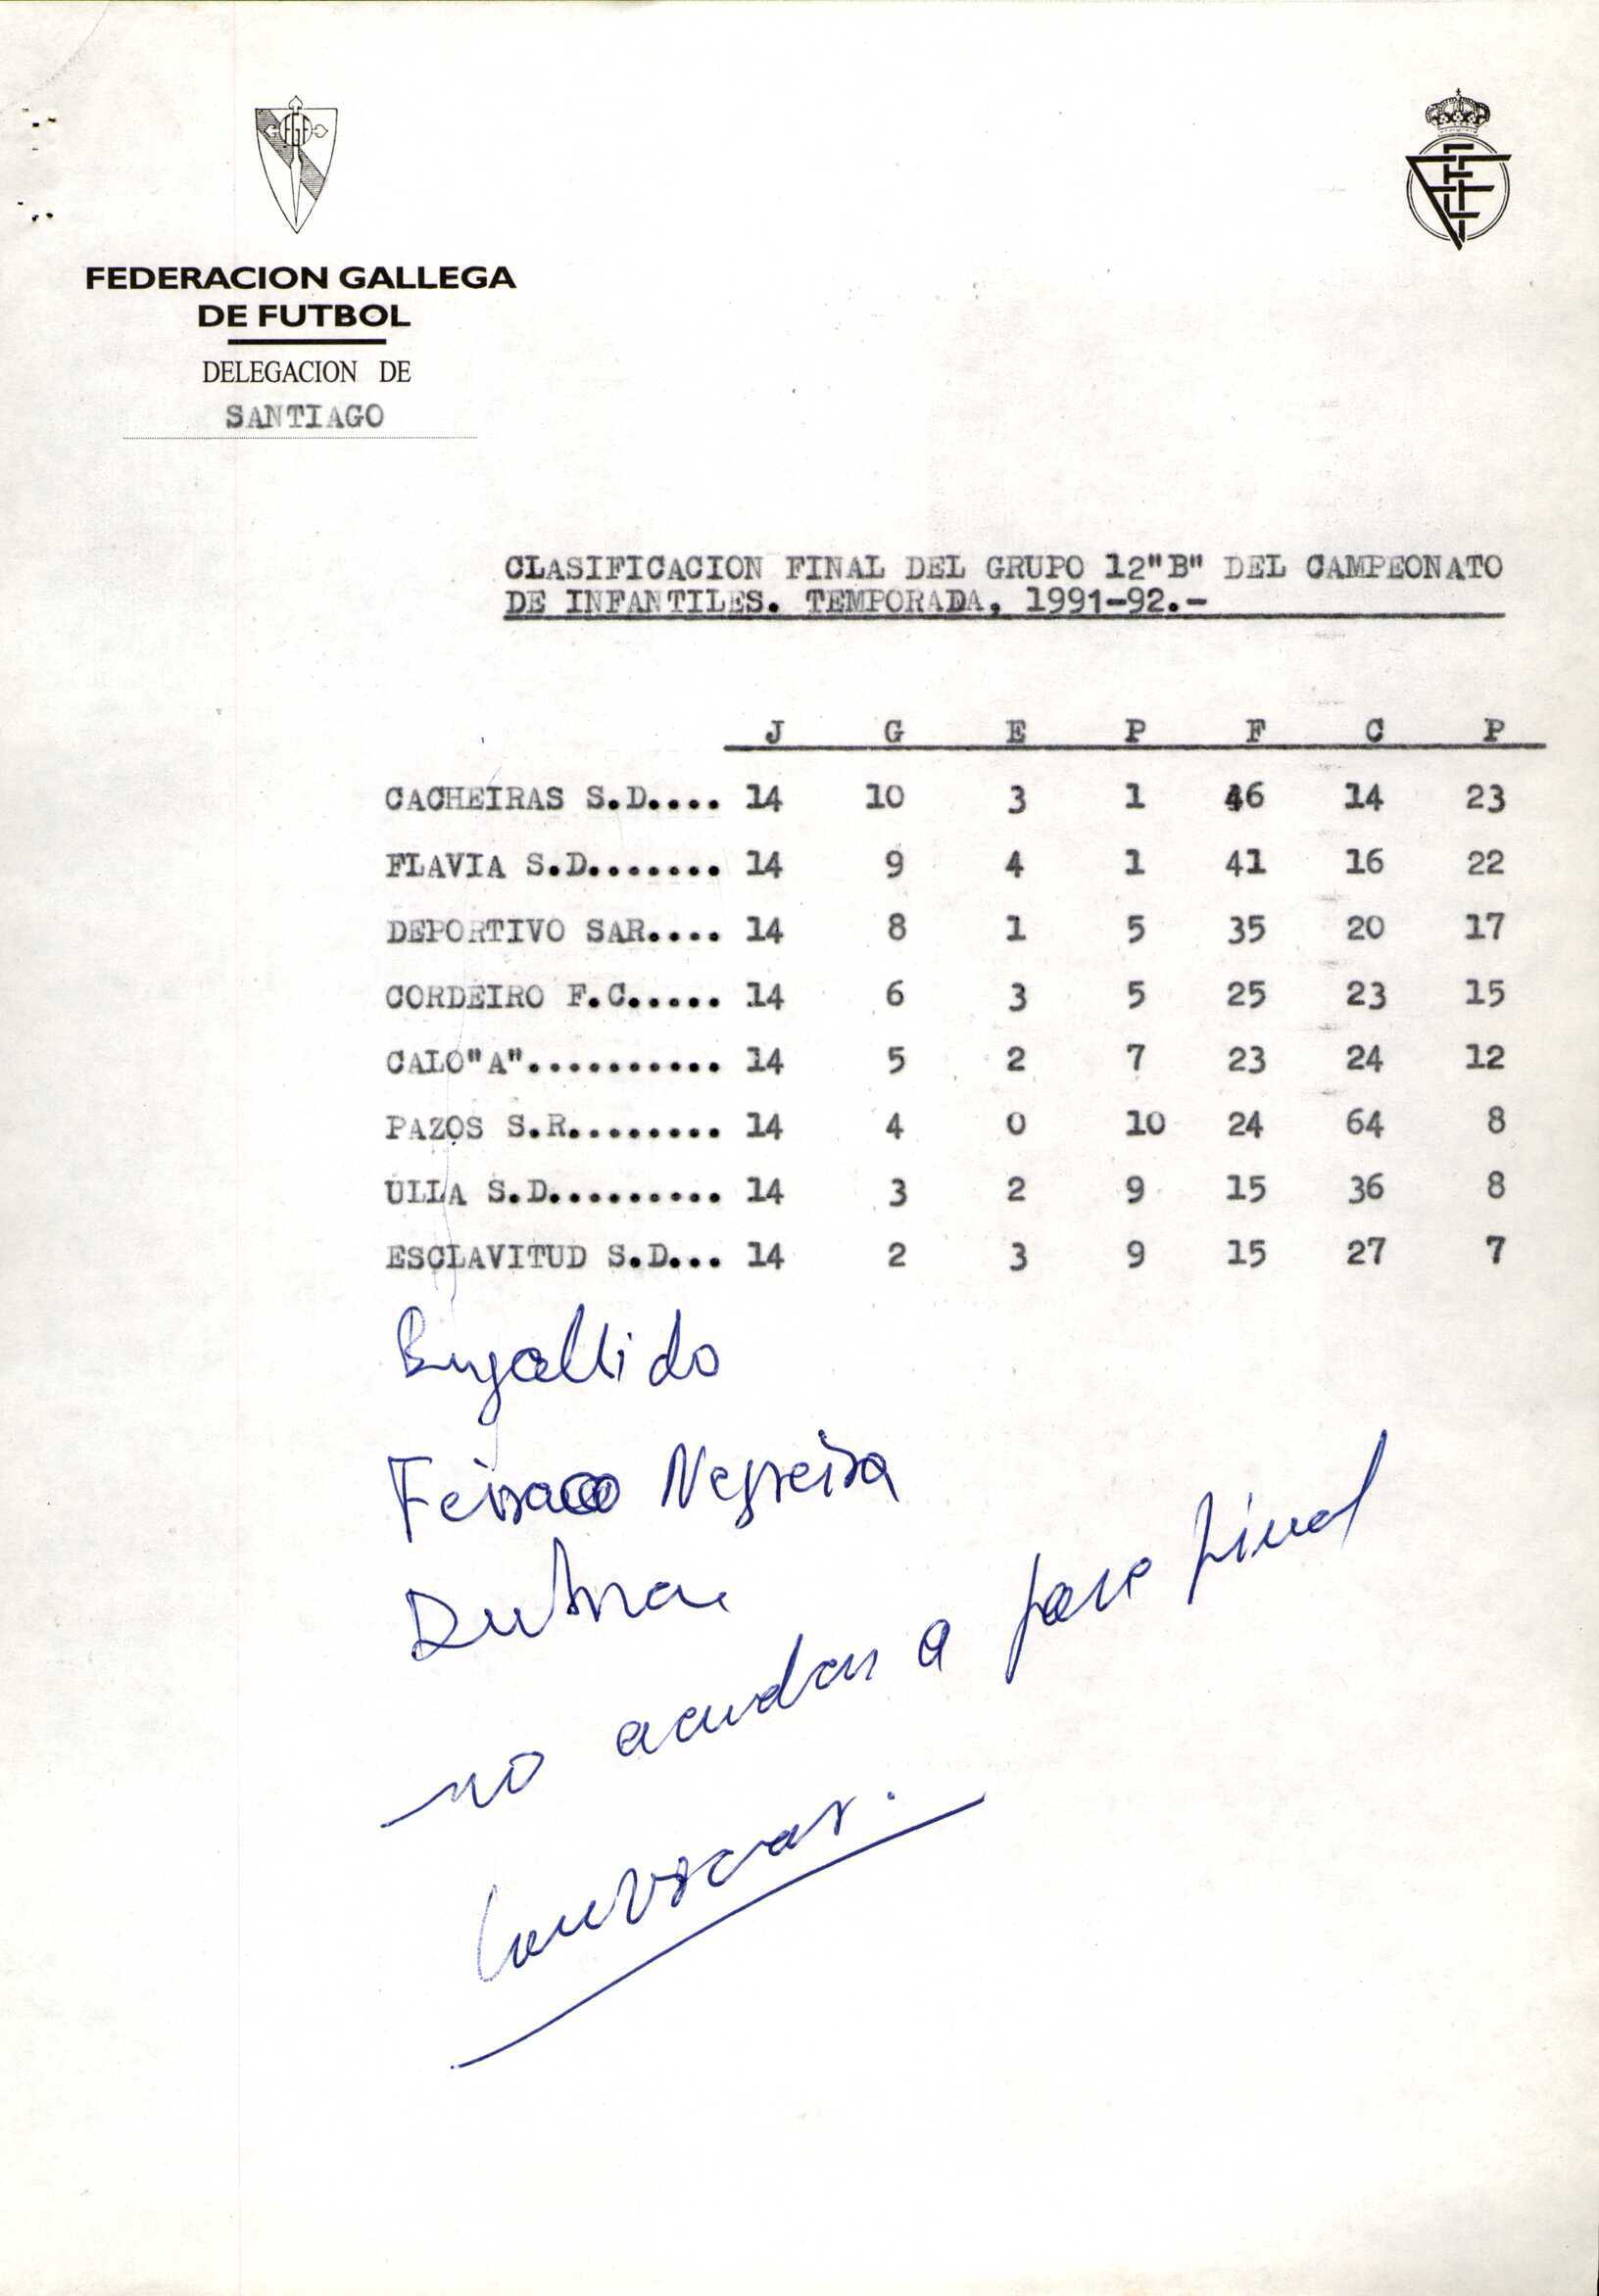 FGF
FEDERACION GALLEGA
DE FUTBOL
DELEGACION DE
SANTIAGO
CLASIFICACION FINAL DEL GRUPO 12"B" DEL CAMPEONATO
DE INFANTILES. TEMPORADA, 1991-92.-
J G E P F C P
CACHEIRAS S.D.... 14 10 3 1 46 14 23
FLAVIA S.D....... 14 9 4 1 41 16 22
DEPORTIVO SAR.... 14 8 1 5 35 20 17
CORDEIRO F.C..... 14 6 3 5 25 23 15
CALO"A".......... 14 5 2 7 23 24 12
PAZOS S.R........ 14 4 0 10 24 64 8
ULLA S.D......... 14 3 2 9 15 36 8
ESCLAVITUD S.D... 14 2 3 9 15 27 7
Bugallido
Negreira
Dubra
no acudan a fase final